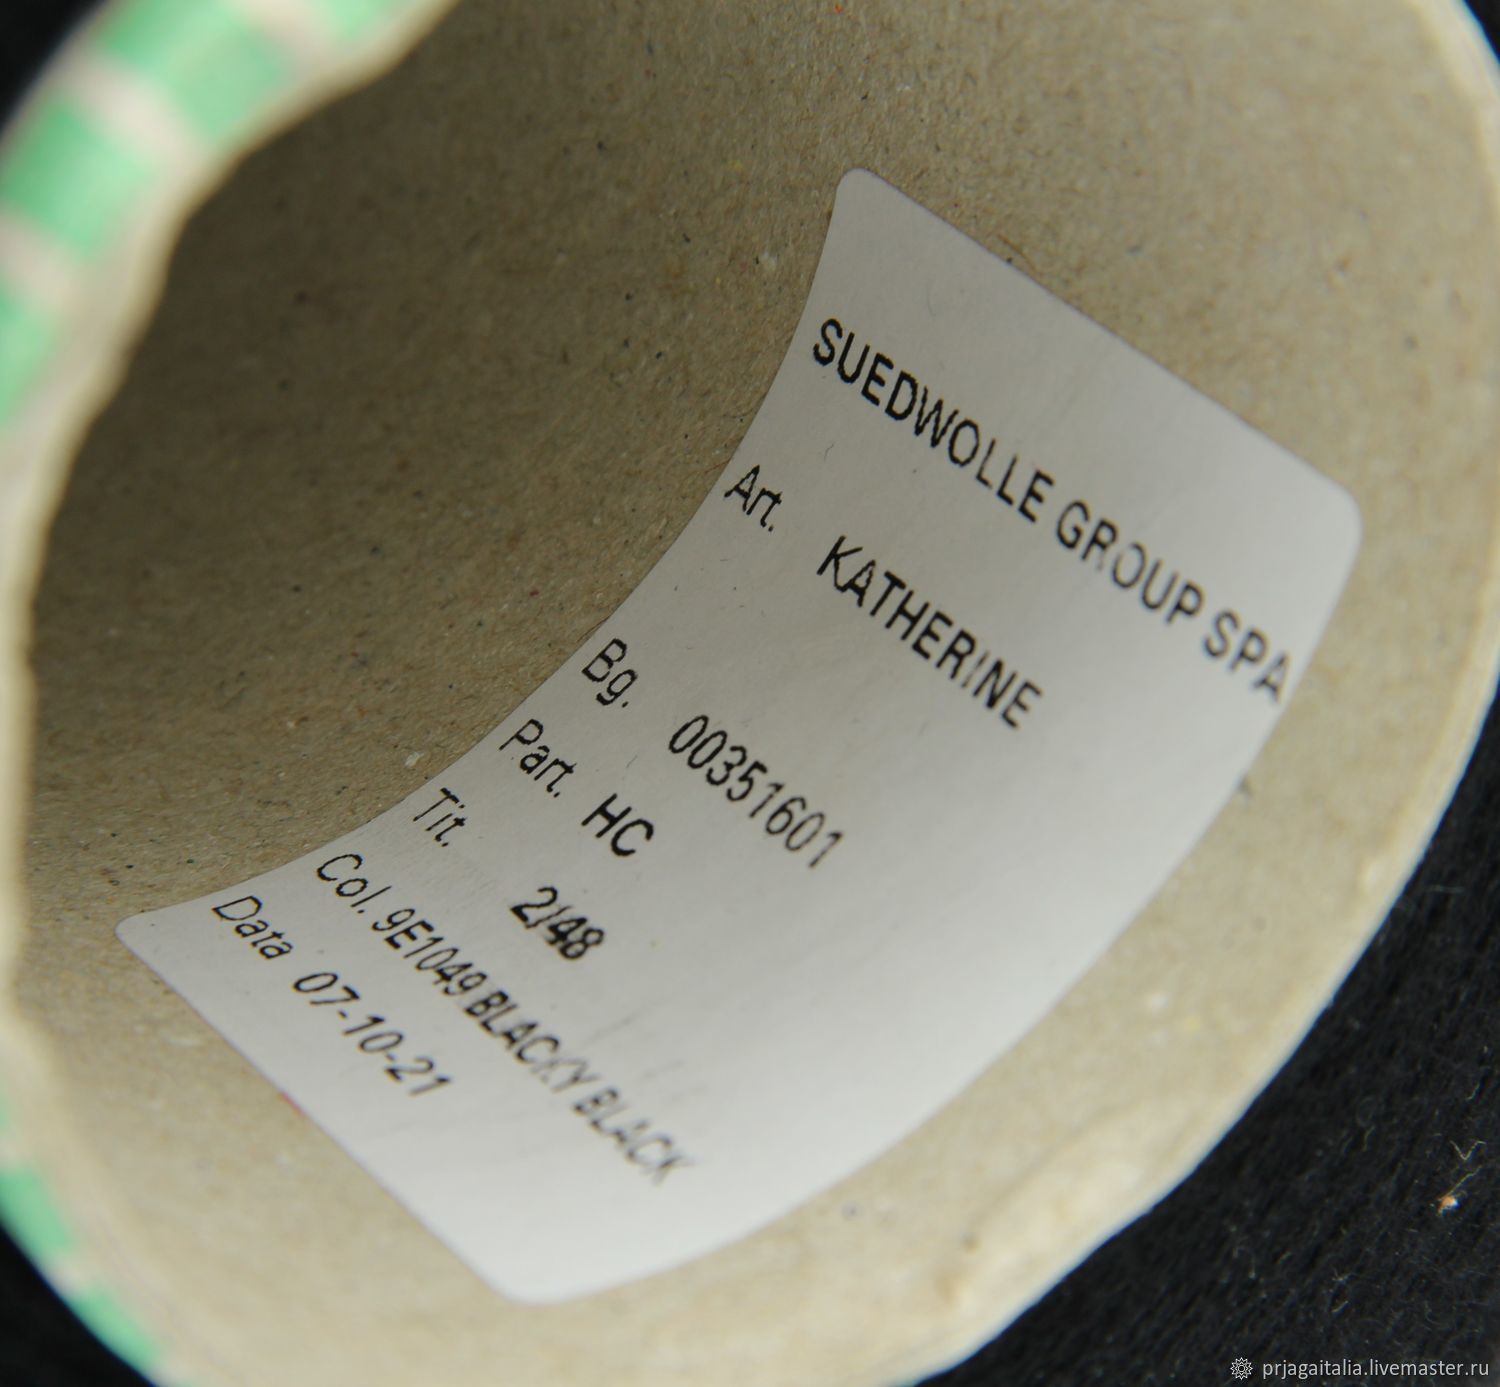 SUEDWOLLE GROUP SPA
Art. KATHERINE
Bg. 00351601
Part. HC
Tit. 2/48
Col. 9E1049 BLACKY BLACK
Data 07-10-21
prjagaitalia.livemaster.ru